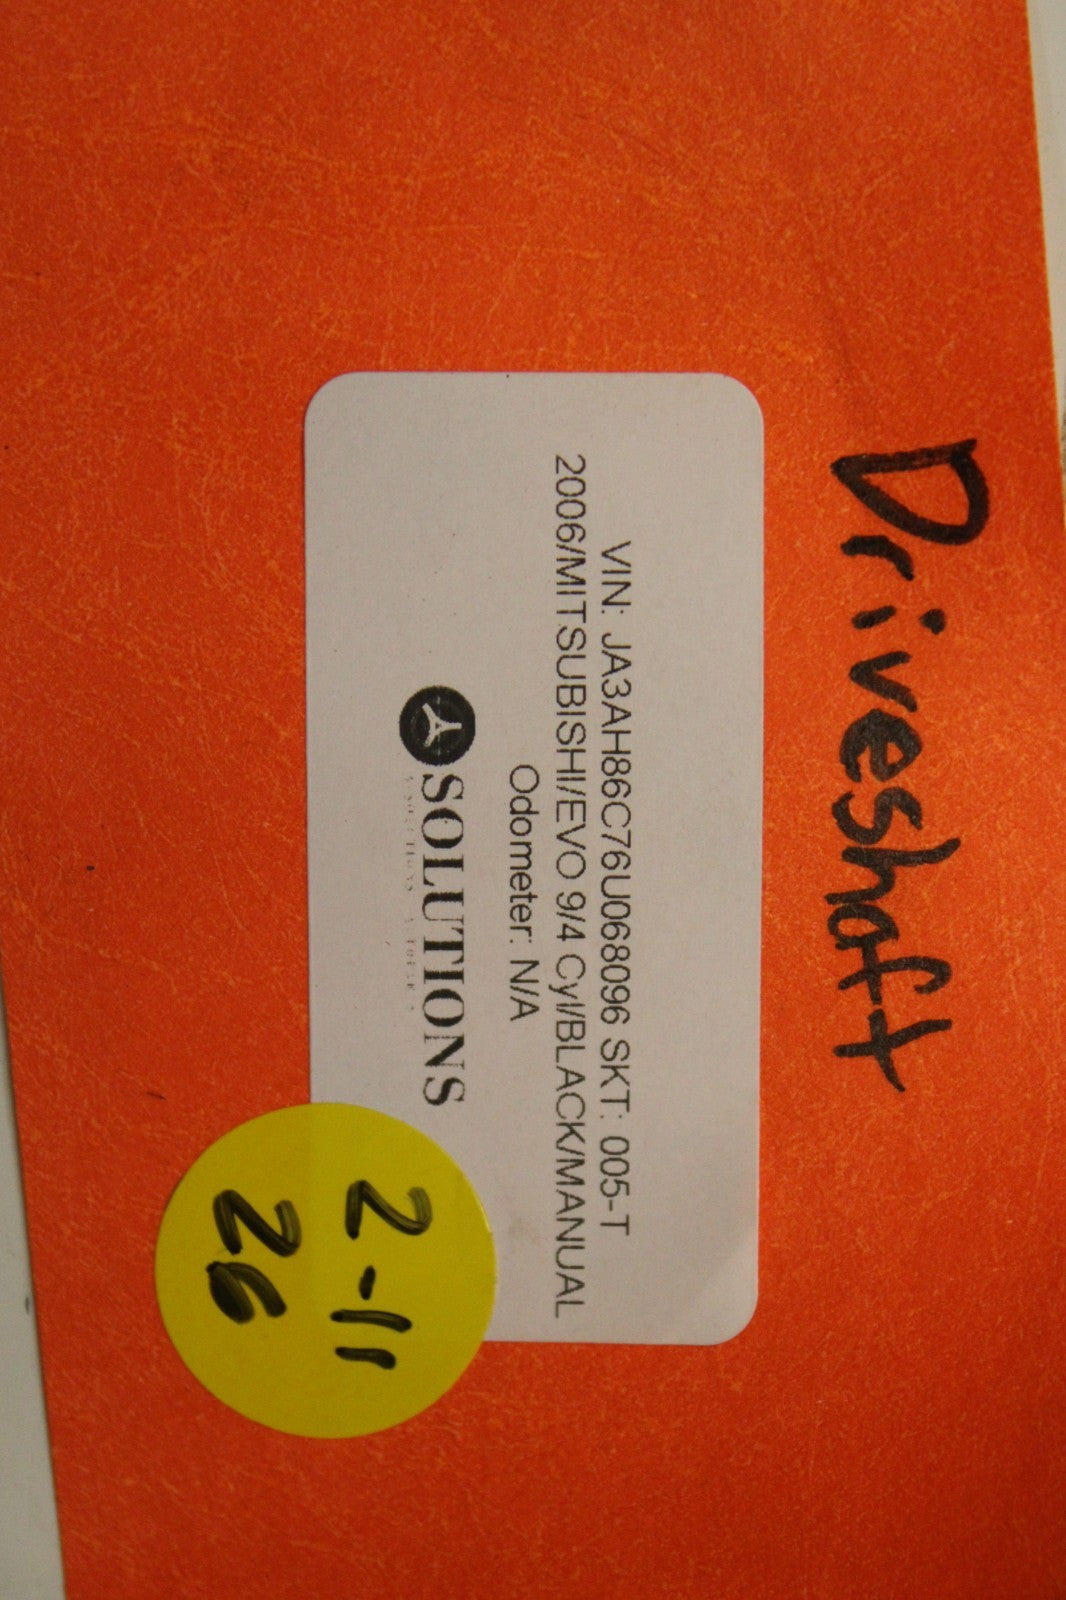 Driveshaft
VIN: JA3AH86C76U068096 SKT: 005-T
2006/MITSUBISHI/EVO 9/4 Cyl/BLACK/MANUAL
Odometer: N/A
SOLUTIONS
2-11
26